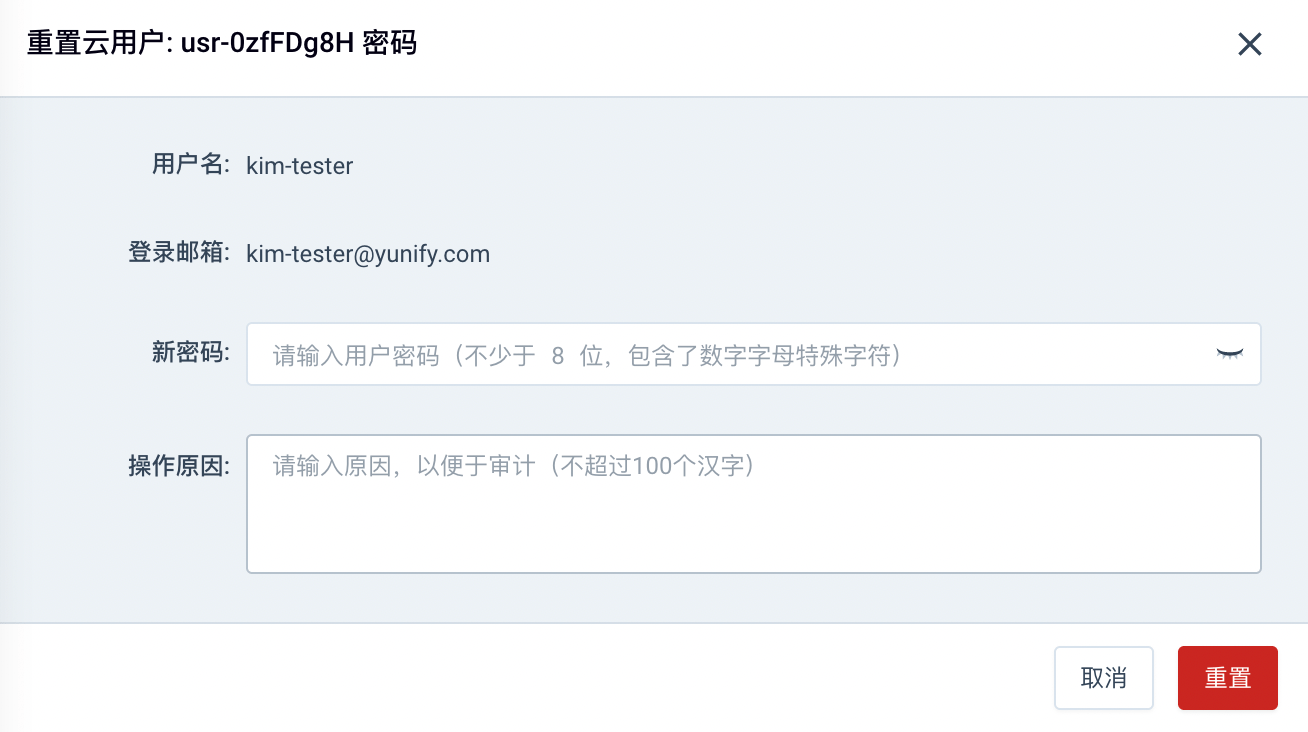 重置云用户: usr-0zfFDg8H 密码
用户名: kim-tester
登录邮箱: kim-tester@yunify.com
新密码: 请输入用户密码（不少于 8 位，包含了数字字母特殊字符）
操作原因: 请输入原因，以便于审计（不超过100个汉字）
取消 重置